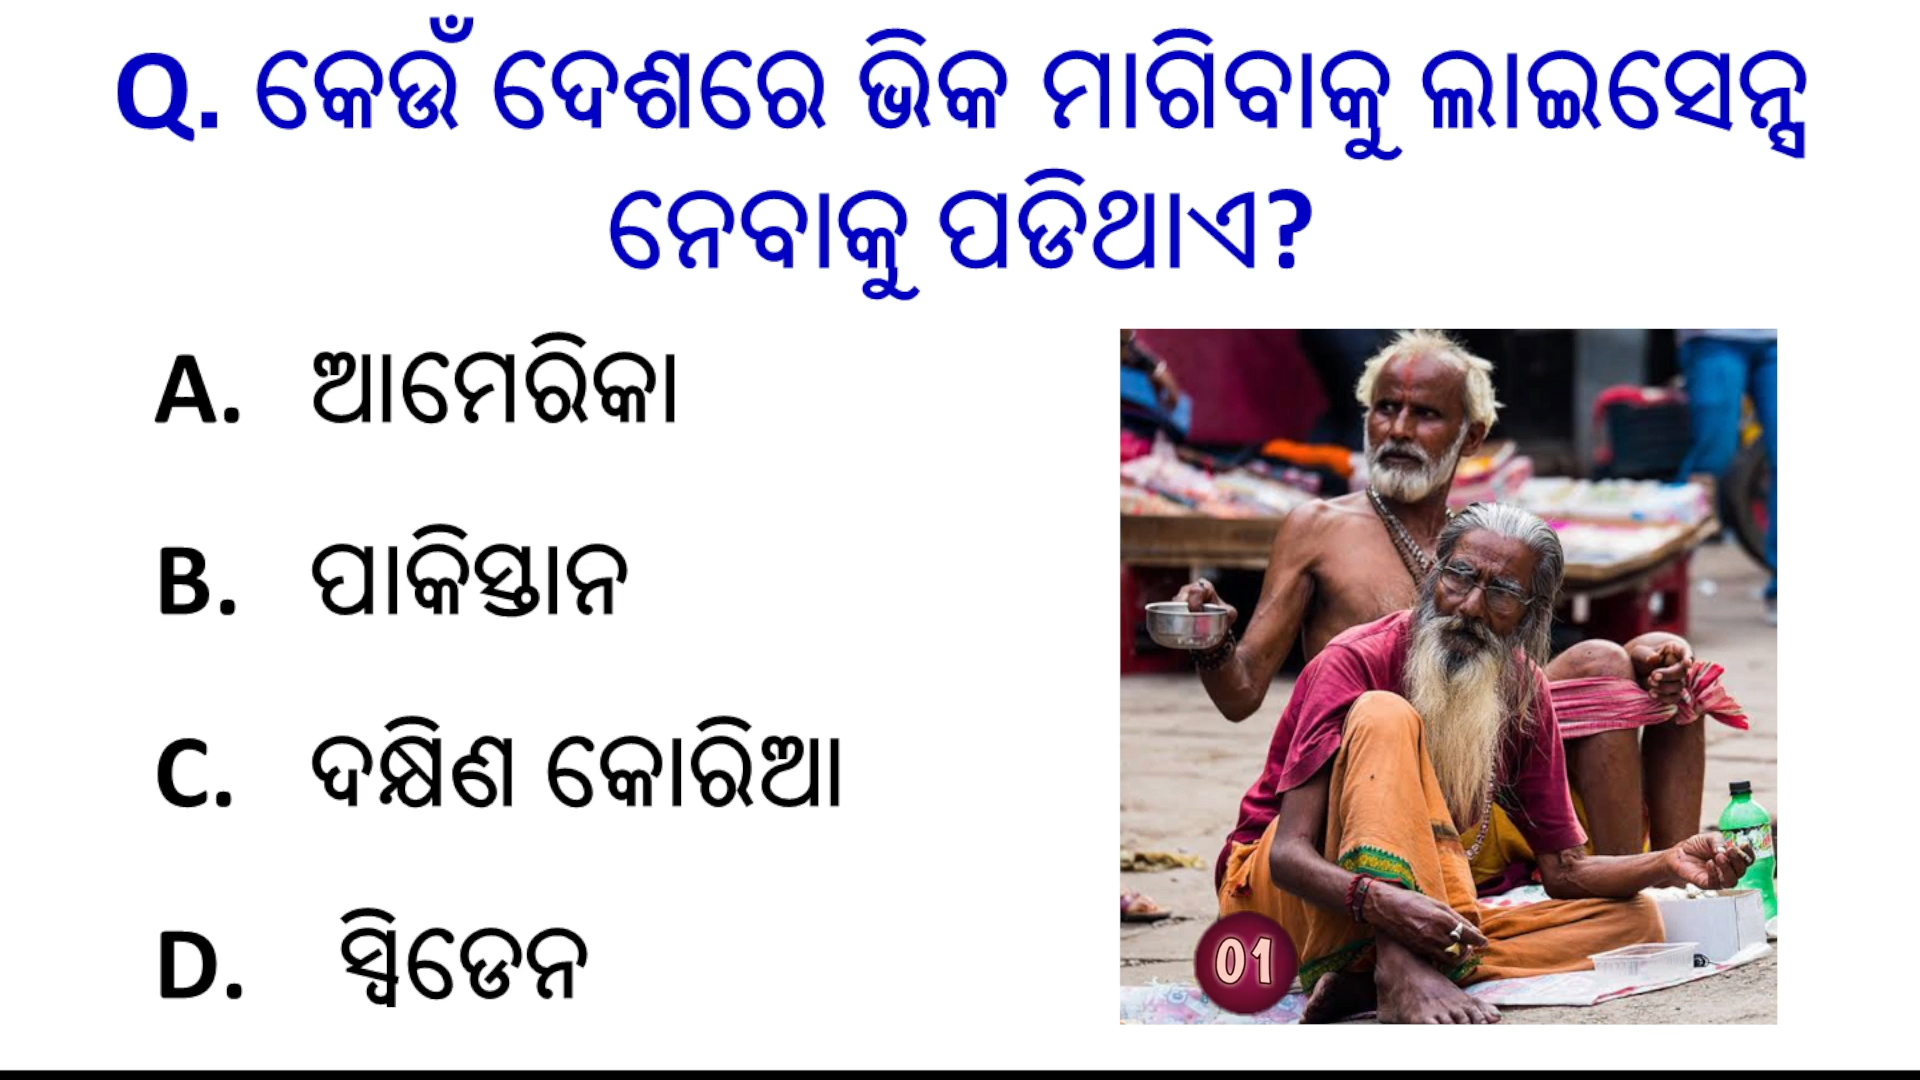 Q. କେଉଁ ଦେଶରେ ଭିକ ମାଗିବାକୁ ଲାଇସେନ୍ସ
ନେବାକୁ ପଡିଥାଏ?
A. ଆମେରିକା
B. ପାକିସ୍ତାନ
C. ଦକ୍ଷିଣ କୋରିଆ
D. ସ୍ୱିଡେନ
01